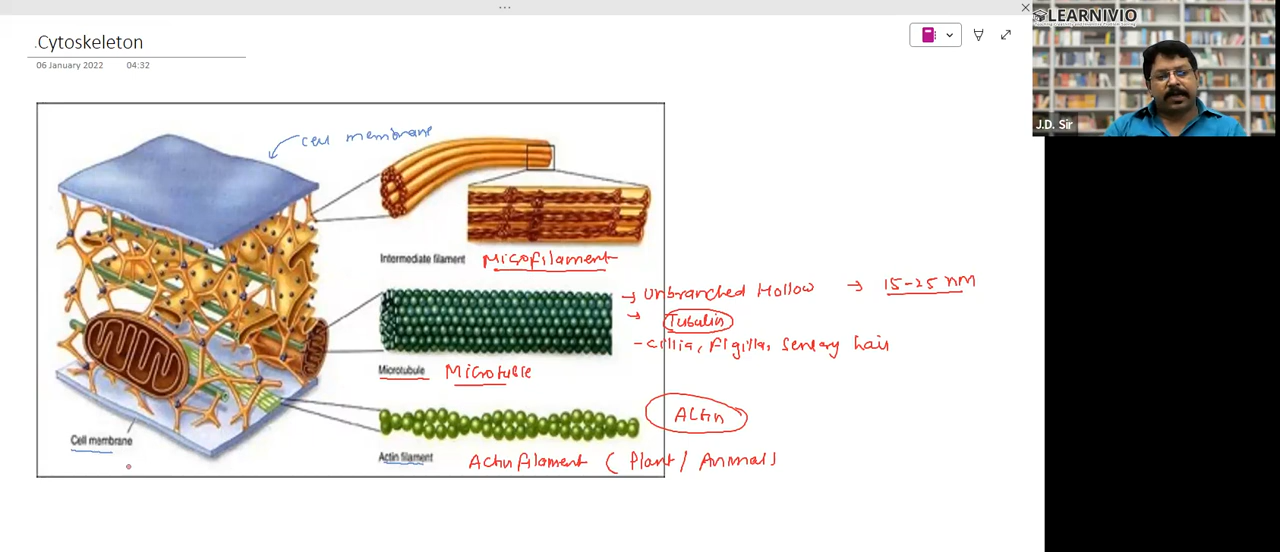 .Cytoskeleton
06 January 2022 04:32
LEARNIVIO
J.D. Sir
cell membrane
Intermediate filament Microfilament
→ Unbranched Hollow → 15-25 nm
→ Tubulin
Microtubule Microtuble
- cillia, flgilla, sensary hair
Actin
Cell membrane
Actin filament Actin filament ( Plant / Animal)